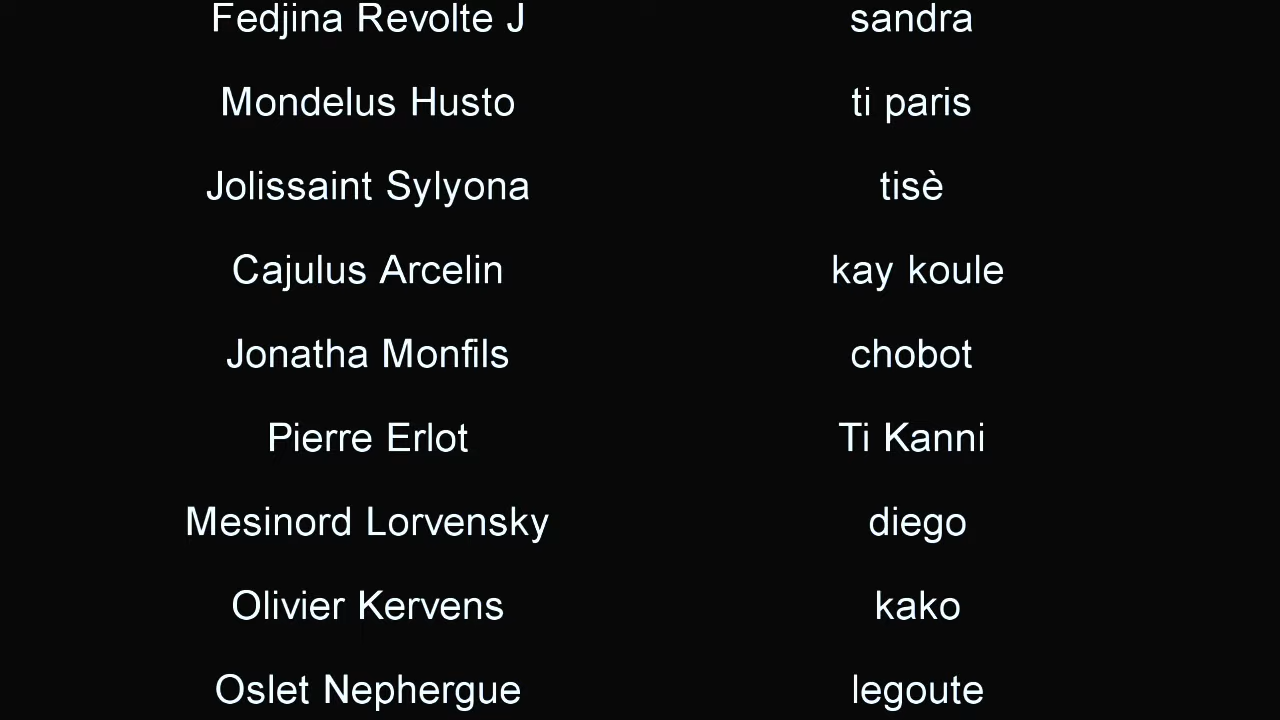 Fedjina Revolte J sandra
Mondelus Husto ti paris
Jolissaint Sylyona tisè
Cajulus Arcelin kay koule
Jonatha Monfils chobot
Pierre Erlot Ti Kanni
Mesinord Lorvensky diego
Olivier Kervens kako
Oslet Nephergue legoute